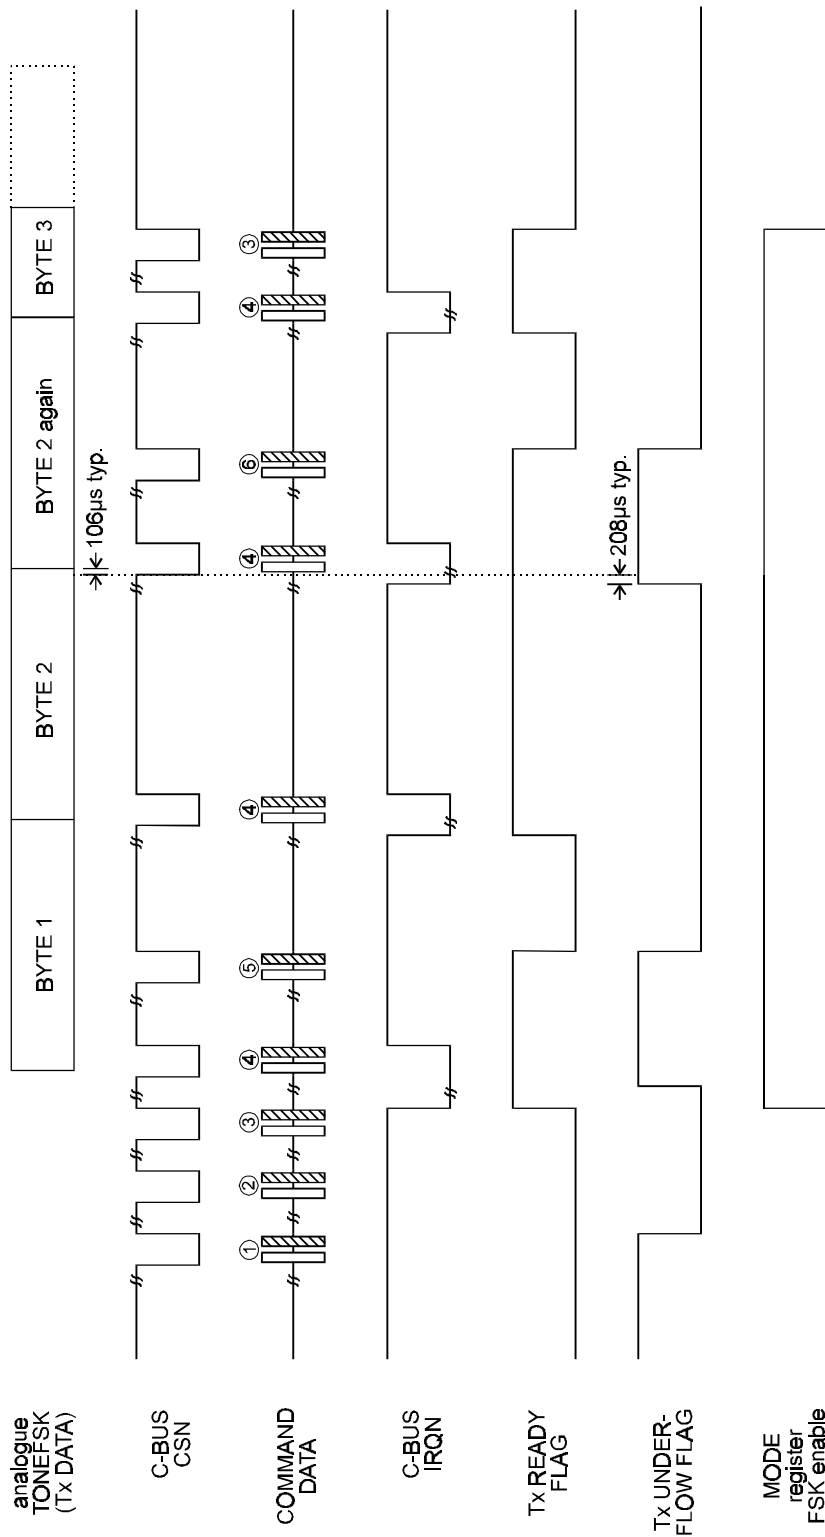 analogue
TONEFSK
(Tx DATA)
BYTE 1
BYTE 2
BYTE 2 again
BYTE 3
106µs typ.
C-BUS
CSN
COMMAND
DATA
①
②
③
④
⑤
④
④
⑥
④
③
C-BUS
IRQN
Tx READY
FLAG
Tx UNDER-
FLOW FLAG
208µs typ.
MODE
register
FSK enable